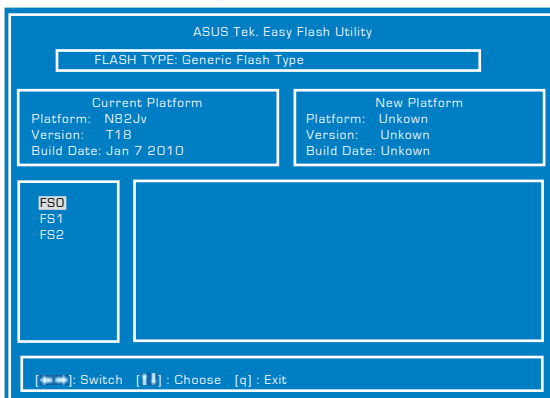 ASUS Tek. Easy Flash Utility
FLASH TYPE: Generic Flash Type
Current Platform
Platform: N82Jv
Version: T18
Build Date: Jan 7 2010
New Platform
Platform: Unkown
Version: Unkown
Build Date: Unkown
FS0
FS1
FS2
[←→]: Switch [↑↓] : Choose [q] : Exit